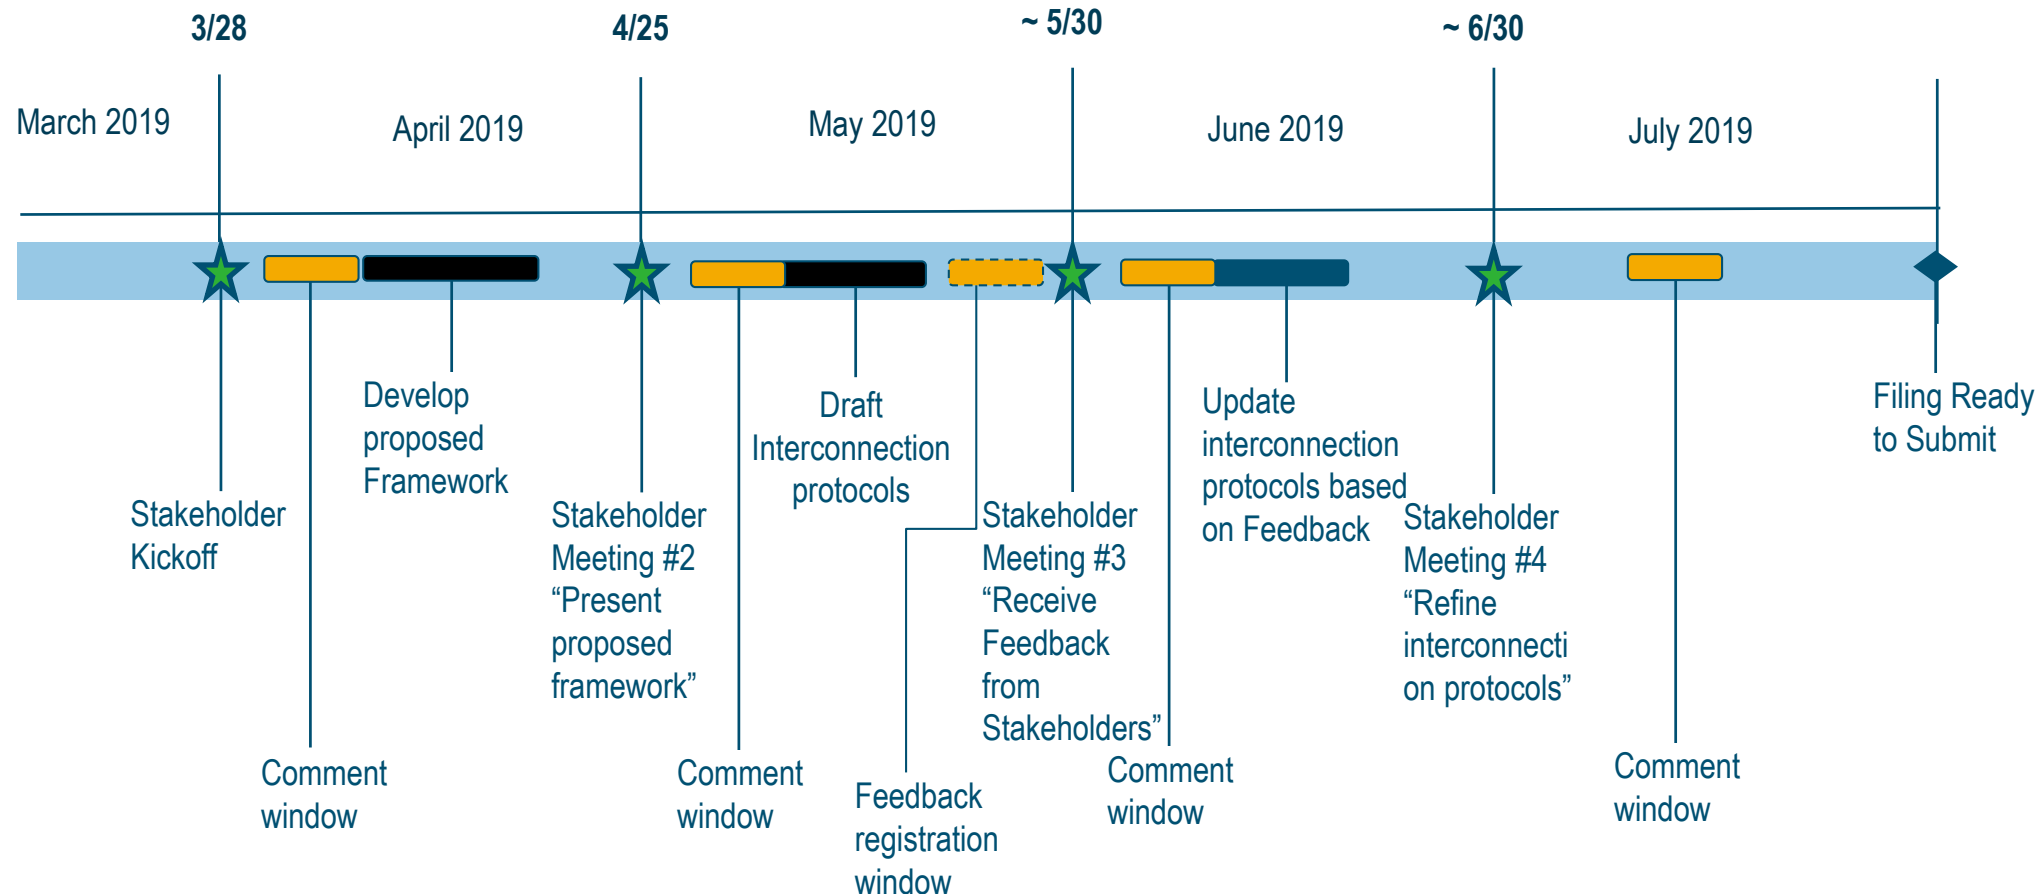 3/28
4/25
~ 5/30
~ 6/30
March 2019
April 2019
May 2019
June 2019
July 2019
Stakeholder
Kickoff
Comment
window
Develop
proposed
Framework
Stakeholder
Meeting #2
“Present
proposed
framework”
Comment
window
Draft
Interconnection
protocols
Feedback
registration
window
Stakeholder
Meeting #3
“Receive
Feedback
from
Stakeholders”
Comment
window
Update
interconnection
protocols based
on Feedback
Stakeholder
Meeting #4
“Refine
interconnecti
on protocols”
Comment
window
Filing Ready
to Submit